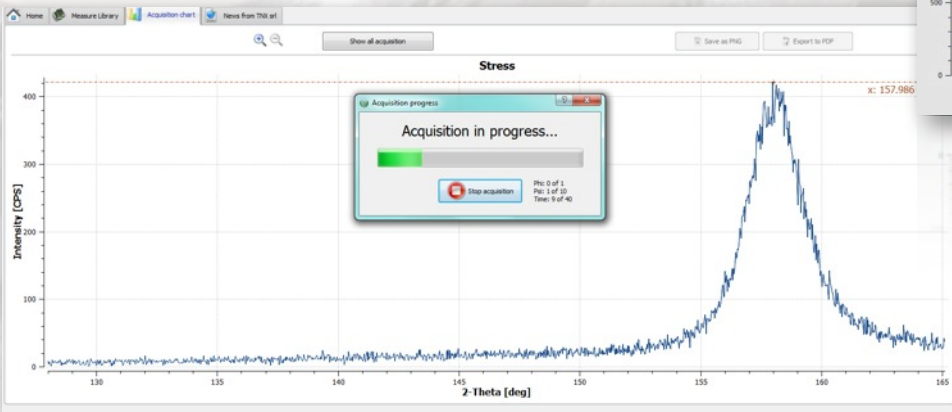 Home Measure Library Acquisition chart News from TNX srl
Show all acquisition Save as PNG Export to PDF
Stress
x: 157.986
Acquisition progress
Acquisition in progress...
Stop acquisition
Phi: 0 of 1
Psi: 1 of 10
Time: 9 of 40
Intensity [CPS]
400
300
200
100
0
130 135 140 145 150 155 160 165
2-Theta [deg]
500
0